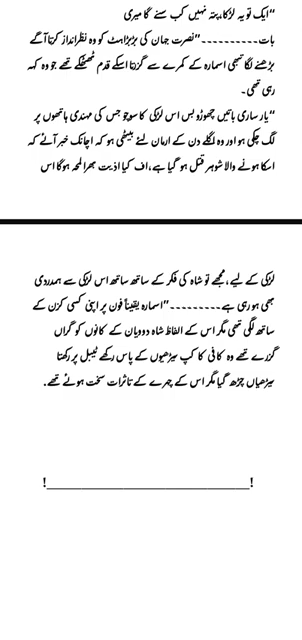 "ایک تو یہ لڑکا، پتہ نہیں کب سنے گا میری
بات۔۔۔۔۔۔۔۔۔۔"نصرت جہان کی بڑبڑاہٹ کو وہ نظرانداز کرتا آگے
بڑھنے لگا تبھی اسمارہ کے کمرے سے گزرتا اسکے قدم ٹھٹھکے تھے جو وہ کہہ
رہی تھی۔
"یار ساری باتیں چھوڑو بس اس لڑکی کا سوچو جس کی مہندی ہاتھوں پر
لگ چکی ہو اور وہ اگلے دن کے ارمان لئے بیٹھی ہو کہ اچانک خبر آئے کہ
اسکا ہونے والا شوہر قتل ہو گیا ہے، اف کیا اذیت بھرا لمحہ ہوگا اس
لڑکی کے لیے، مجھے تو شاہ کی فکر کے ساتھ ساتھ اس لڑکی سے ہمدردی
بھی ہو رہی ہے۔۔۔۔۔۔۔۔۔"اسمارہ یقیناً فون پر اپنی کسی کزن کے
ساتھ لگی تھی مگر اس کے الفاظ شاہ دوویان کے کانوں کو گراں
گزرے تھے وہ کافی کا کپ سیڑھیوں کے پاس رکھے ٹیبل پر رکھتا
سیڑھیاں چڑھ گیا مگر اس کے چہرے کے تاثرات سخت ہوئے تھے.
!______________________________!